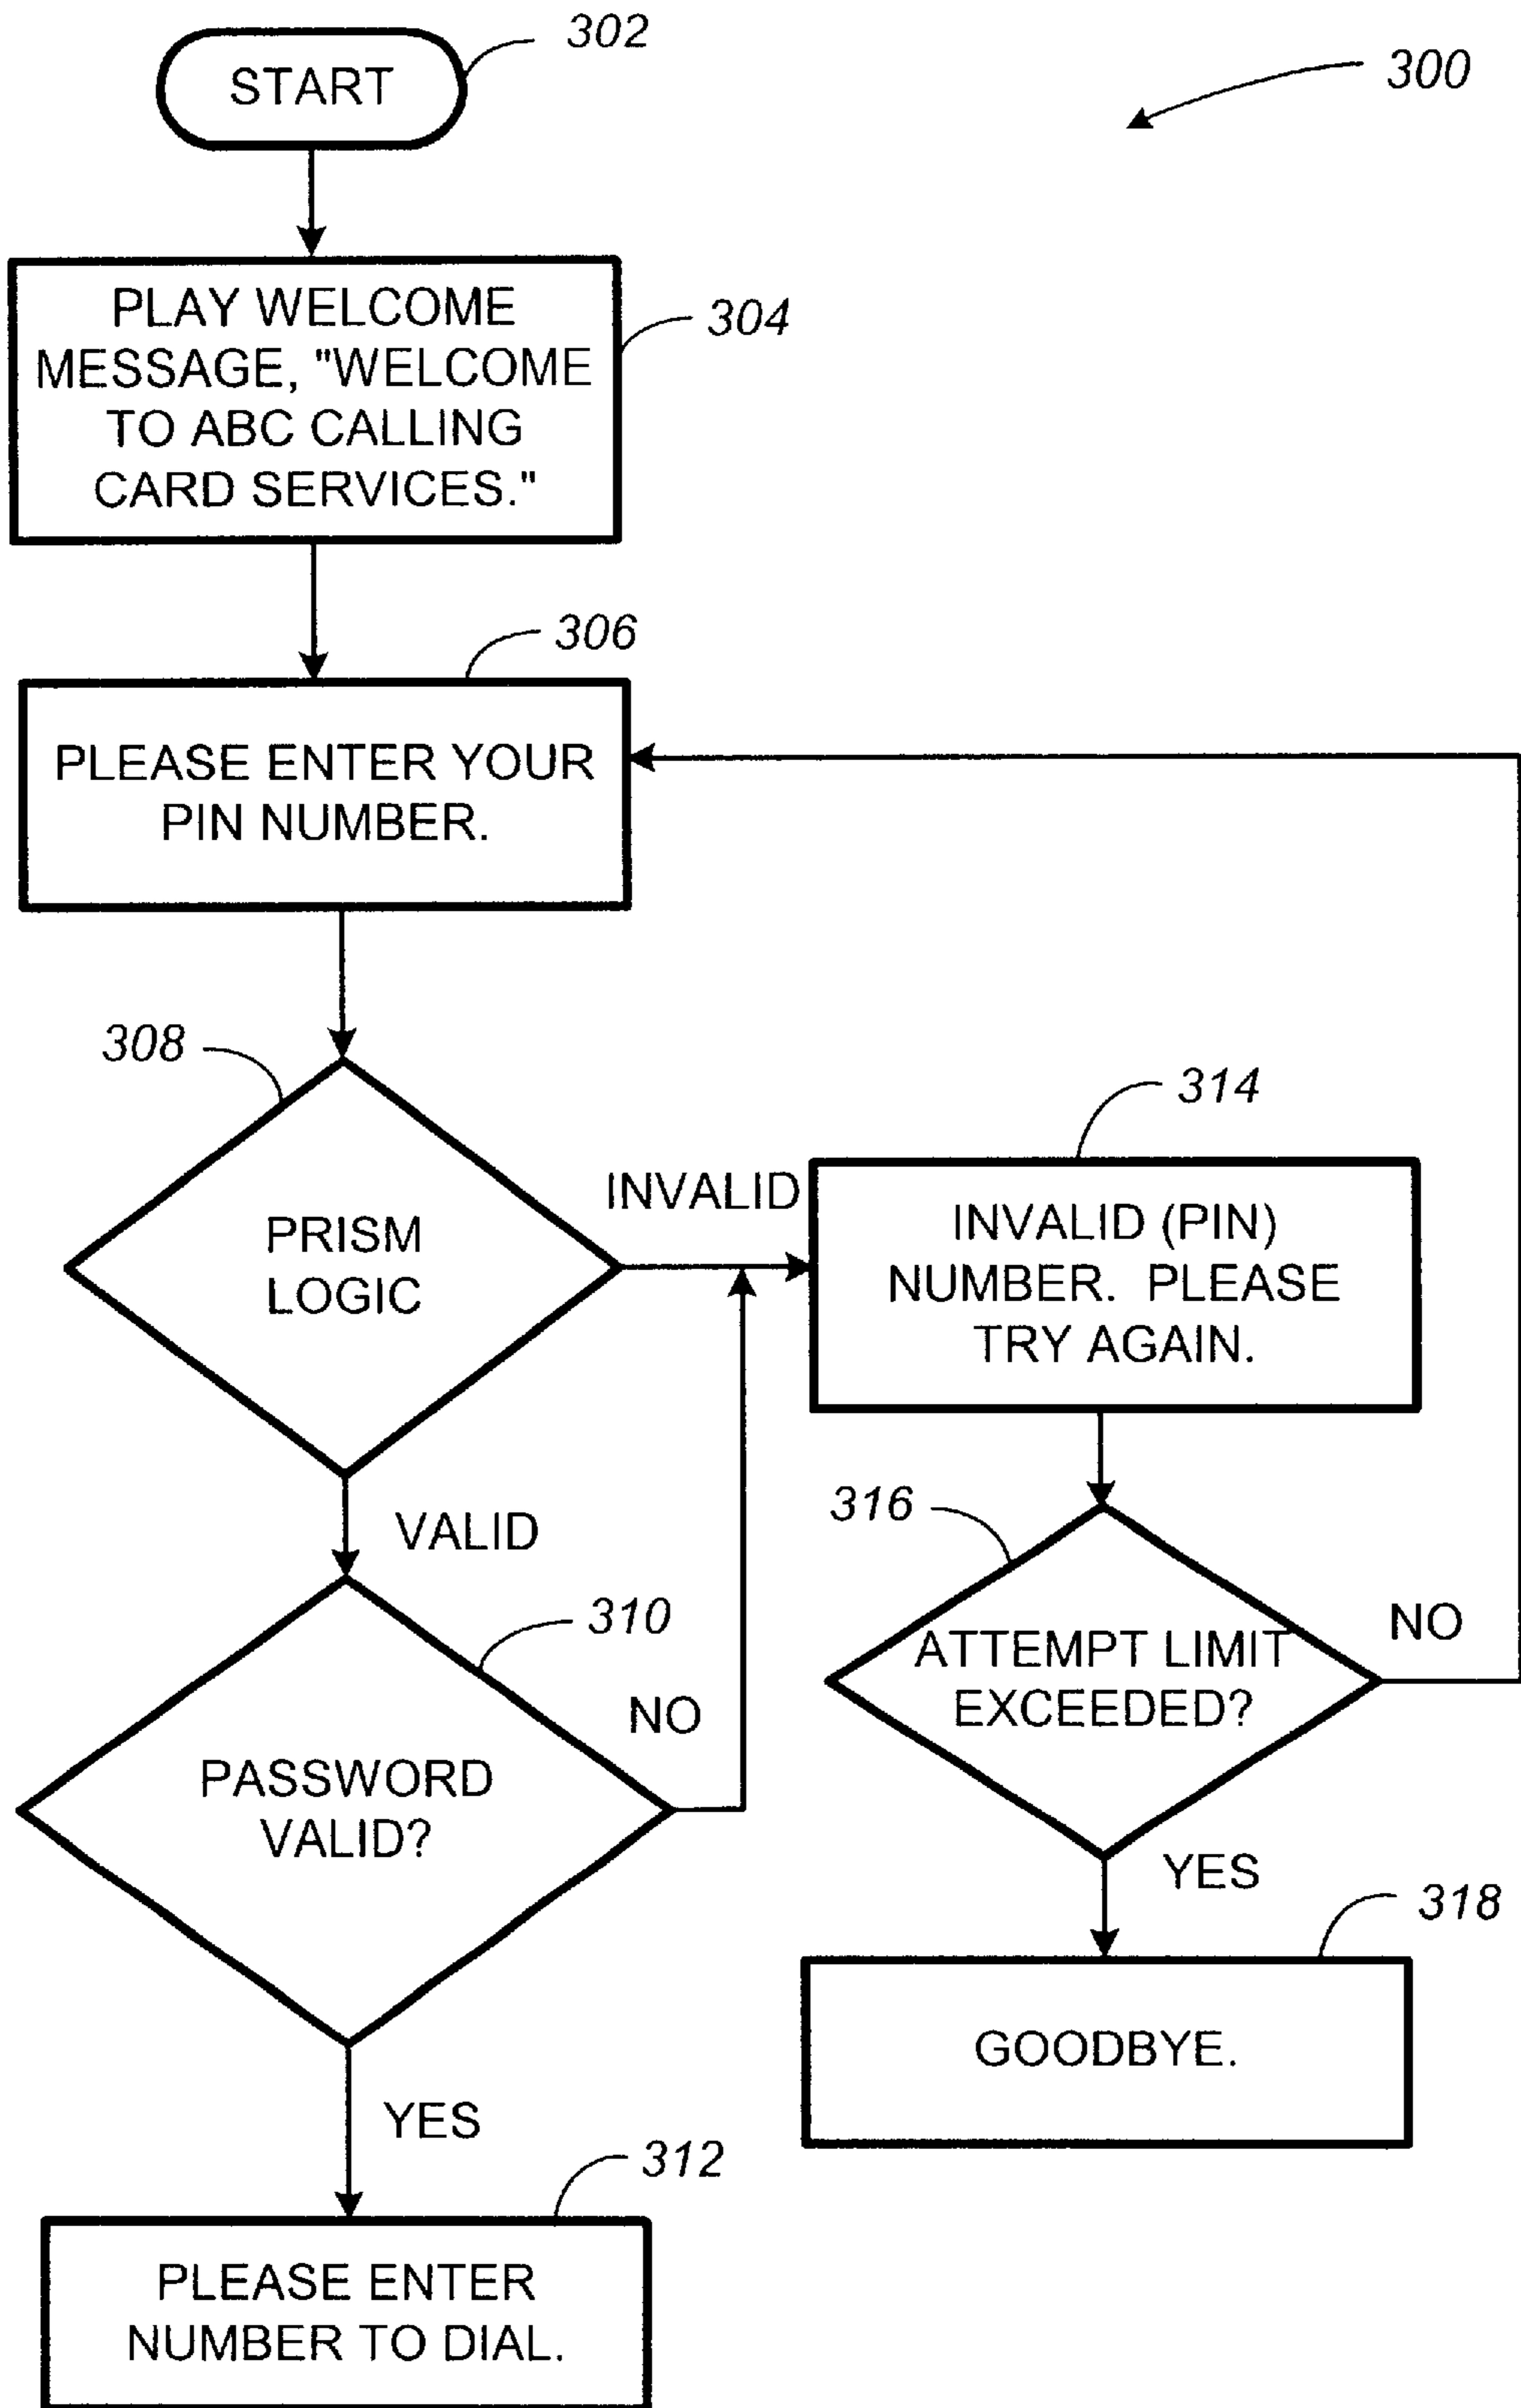 302
START
300
PLAY WELCOME
MESSAGE, "WELCOME
TO ABC CALLING
CARD SERVICES."
304
306
PLEASE ENTER YOUR
PIN NUMBER.
308
PRISM
LOGIC
INVALID
314
INVALID (PIN)
NUMBER. PLEASE
TRY AGAIN.
VALID
316
ATTEMPT LIMIT
EXCEEDED?
NO
310
PASSWORD
VALID?
NO
YES
318
GOODBYE.
YES
312
PLEASE ENTER
NUMBER TO DIAL.